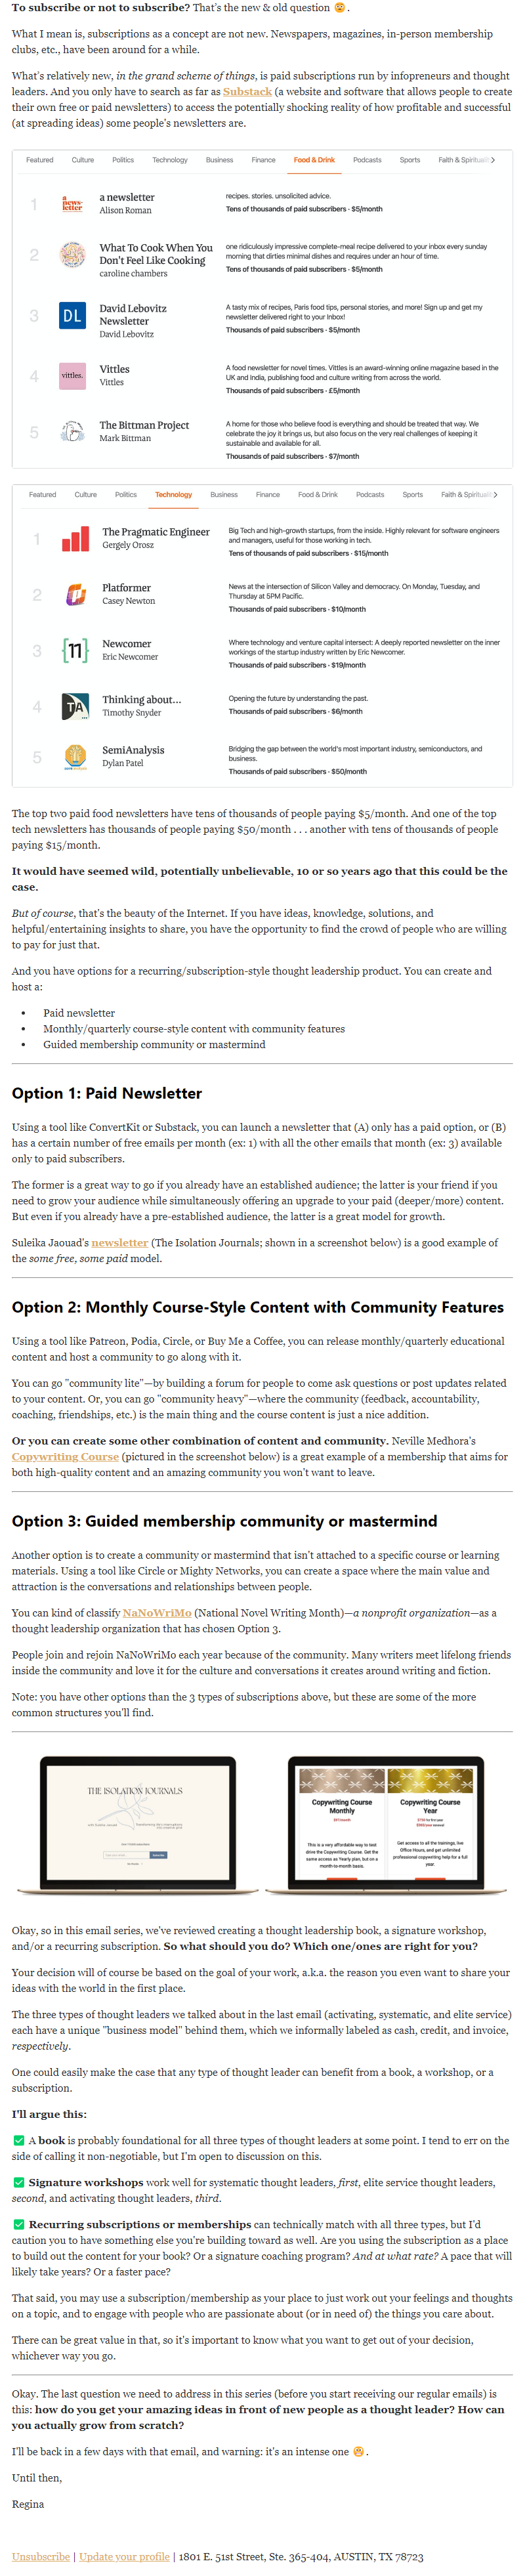 To subscribe or not to subscribe? That's the new & old question 🤯.
What I mean is, subscriptions as a concept are not new. Newspapers, magazines, in-person membership
clubs, etc., have been around for a while.
What's relatively new, in the grand scheme of things, is paid subscriptions run by infopreneurs and thought
leaders. And you only have to search as far as Substack (a website and software that allows people to create
their own free or paid newsletters) to access the potentially shocking reality of how profitable and successful
(at spreading ideas) some people's newsletters are.
Featured Culture Politics Technology Business Finance Food & Drink Podcasts Sports Faith & Spirituali
1
a newsletter
Alison Roman
recipes. stories. unsolicited advice.
Tens of thousands of paid subscribers · $5/month
2
What To Cook When You
Don't Feel Like Cooking
caroline chambers
one ridiculously impressive complete-meal recipe delivered to your inbox every sunday
morning that dirties minimal dishes and requires under an hour of time.
Tens of thousands of paid subscribers · $5/month
3
DL
David Lebovitz
Newsletter
David Lebovitz
A tasty mix of recipes, Paris food tips, personal stories, and more! Sign up and get my
newsletter delivered right to your Inbox!
Thousands of paid subscribers · $5/month
4
vittles.
Vittles
Vittles
A food newsletter for novel times. Vittles is an award-winning online magazine based in the
UK and India, publishing food and culture writing from across the world.
Thousands of paid subscribers · £5/month
5
The Bittman Project
Mark Bittman
A home for those who believe food is everything and should be treated that way. We
celebrate the joy it brings us, but also focus on the very real challenges of keeping it
sustainable and available for all.
Thousands of paid subscribers · $7/month
Featured Culture Politics Technology Business Finance Food & Drink Podcasts Sports Faith & Spirituali
1
The Pragmatic Engineer
Gergely Orosz
Big Tech and high-growth startups, from the inside. Highly relevant for software engineers
and managers, useful for those working in tech.
Tens of thousands of paid subscribers · $15/month
2
Platformer
Casey Newton
News at the intersection of Silicon Valley and democracy. On Monday, Tuesday, and
Thursday at 5PM Pacific.
Thousands of paid subscribers · $10/month
3
{11}
Newcomer
Eric Newcomer
Where technology and venture capital intersect: A deeply reported newsletter on the inner
workings of the startup industry written by Eric Newcomer.
Thousands of paid subscribers · $19/month
4
TA
Thinking about...
Timothy Snyder
Opening the future by understanding the past.
Thousands of paid subscribers · $6/month
5
SemiAnalysis
Dylan Patel
Bridging the gap between the world's most important industry, semiconductors, and
business.
Thousands of paid subscribers · $50/month
The top two paid food newsletters have tens of thousands of people paying $5/month. And one of the top
tech newsletters has thousands of people paying $50/month . . . another with tens of thousands of people
paying $15/month.
It would have seemed wild, potentially unbelievable, 10 or so years ago that this could be the
case.
But of course, that's the beauty of the Internet. If you have ideas, knowledge, solutions, and
helpful/entertaining insights to share, you have the opportunity to find the crowd of people who are willing
to pay for just that.
And you have options for a recurring/subscription-style thought leadership product. You can create and
host a:
• Paid newsletter
• Monthly/quarterly course-style content with community features
• Guided membership community or mastermind
Option 1: Paid Newsletter
Using a tool like ConvertKit or Substack, you can launch a newsletter that (A) only has a paid option, or (B)
has a certain number of free emails per month (ex: 1) with all the other emails that month (ex: 3) available
only to paid subscribers.
The former is a great way to go if you already have an established audience; the latter is your friend if you
need to grow your audience while simultaneously offering an upgrade to your paid (deeper/more) content.
But even if you already have a pre-established audience, the latter is a great model for growth.
Suleika Jaouad's newsletter (The Isolation Journals; shown in a screenshot below) is a good example of
the some free, some paid model.
Option 2: Monthly Course-Style Content with Community Features
Using a tool like Patreon, Podia, Circle, or Buy Me a Coffee, you can release monthly/quarterly educational
content and host a community to go along with it.
You can go "community lite"—by building a forum for people to come ask questions or post updates related
to your content. Or, you can go "community heavy"—where the community (feedback, accountability,
coaching, friendships, etc.) is the main thing and the course content is just a nice addition.
Or you can create some other combination of content and community. Neville Medhora's
Copywriting Course (pictured in the screenshot below) is a great example of a membership that aims for
both high-quality content and an amazing community you won't want to leave.
Option 3: Guided membership community or mastermind
Another option is to create a community or mastermind that isn't attached to a specific course or learning
materials. Using a tool like Circle or Mighty Networks, you can create a space where the main value and
attraction is the conversations and relationships between people.
You can kind of classify NaNoWriMo (National Novel Writing Month)—a nonprofit organization—as a
thought leadership organization that has chosen Option 3.
People join and rejoin NaNoWriMo each year because of the community. Many writers meet lifelong friends
inside the community and love it for the culture and conversations it creates around writing and fiction.
Note: you have other options than the 3 types of subscriptions above, but these are some of the more
common structures you'll find.
THE ISOLATION JOURNALS
Copywriting Course
Monthly
This is a very affordable way to test
drive the Copywriting Course. Get the
same access as Yearly plan, but on a
month-to-month basis.
Copywriting Course
Year
Get access to all the trainings, live
Office Hours, and get unlimited
professional copywriting help for a full
year.
Okay, so in this email series, we've reviewed creating a thought leadership book, a signature workshop,
and/or a recurring subscription. So what should you do? Which one/ones are right for you?
Your decision will of course be based on the goal of your work, a.k.a. the reason you even want to share your
ideas with the world in the first place.
The three types of thought leaders we talked about in the last email (activating, systematic, and elite service)
each have a unique "business model" behind them, which we informally labeled as cash, credit, and invoice,
respectively.
One could easily make the case that any type of thought leader can benefit from a book, a workshop, or a
subscription.
I'll argue this:
✅ A book is probably foundational for all three types of thought leaders at some point. I tend to err on the
side of calling it non-negotiable, but I'm open to discussion on this.
✅ Signature workshops work well for systematic thought leaders, first, elite service thought leaders,
second, and activating thought leaders, third.
✅ Recurring subscriptions or memberships can technically match with all three types, but I'd
caution you to have something else you're building toward as well. Are you using the subscription as a place
to build out the content for your book? Or a signature coaching program? And at what rate? A pace that will
likely take years? Or a faster pace?
That said, you may use a subscription/membership as your place to just work out your feelings and thoughts
on a topic, and to engage with people who are passionate about (or in need of) the things you care about.
There can be great value in that, so it's important to know what you want to get out of your decision,
whichever way you go.
Okay. The last question we need to address in this series (before you start receiving our regular emails) is
this: how do you get your amazing ideas in front of new people as a thought leader? How can
you actually grow from scratch?
I'll be back in a few days with that email, and warning: it's an intense one 😬.
Until then,
Regina
Unsubscribe | Update your profile | 1801 E. 51st Street, Ste. 365-404, AUSTIN, TX 78723